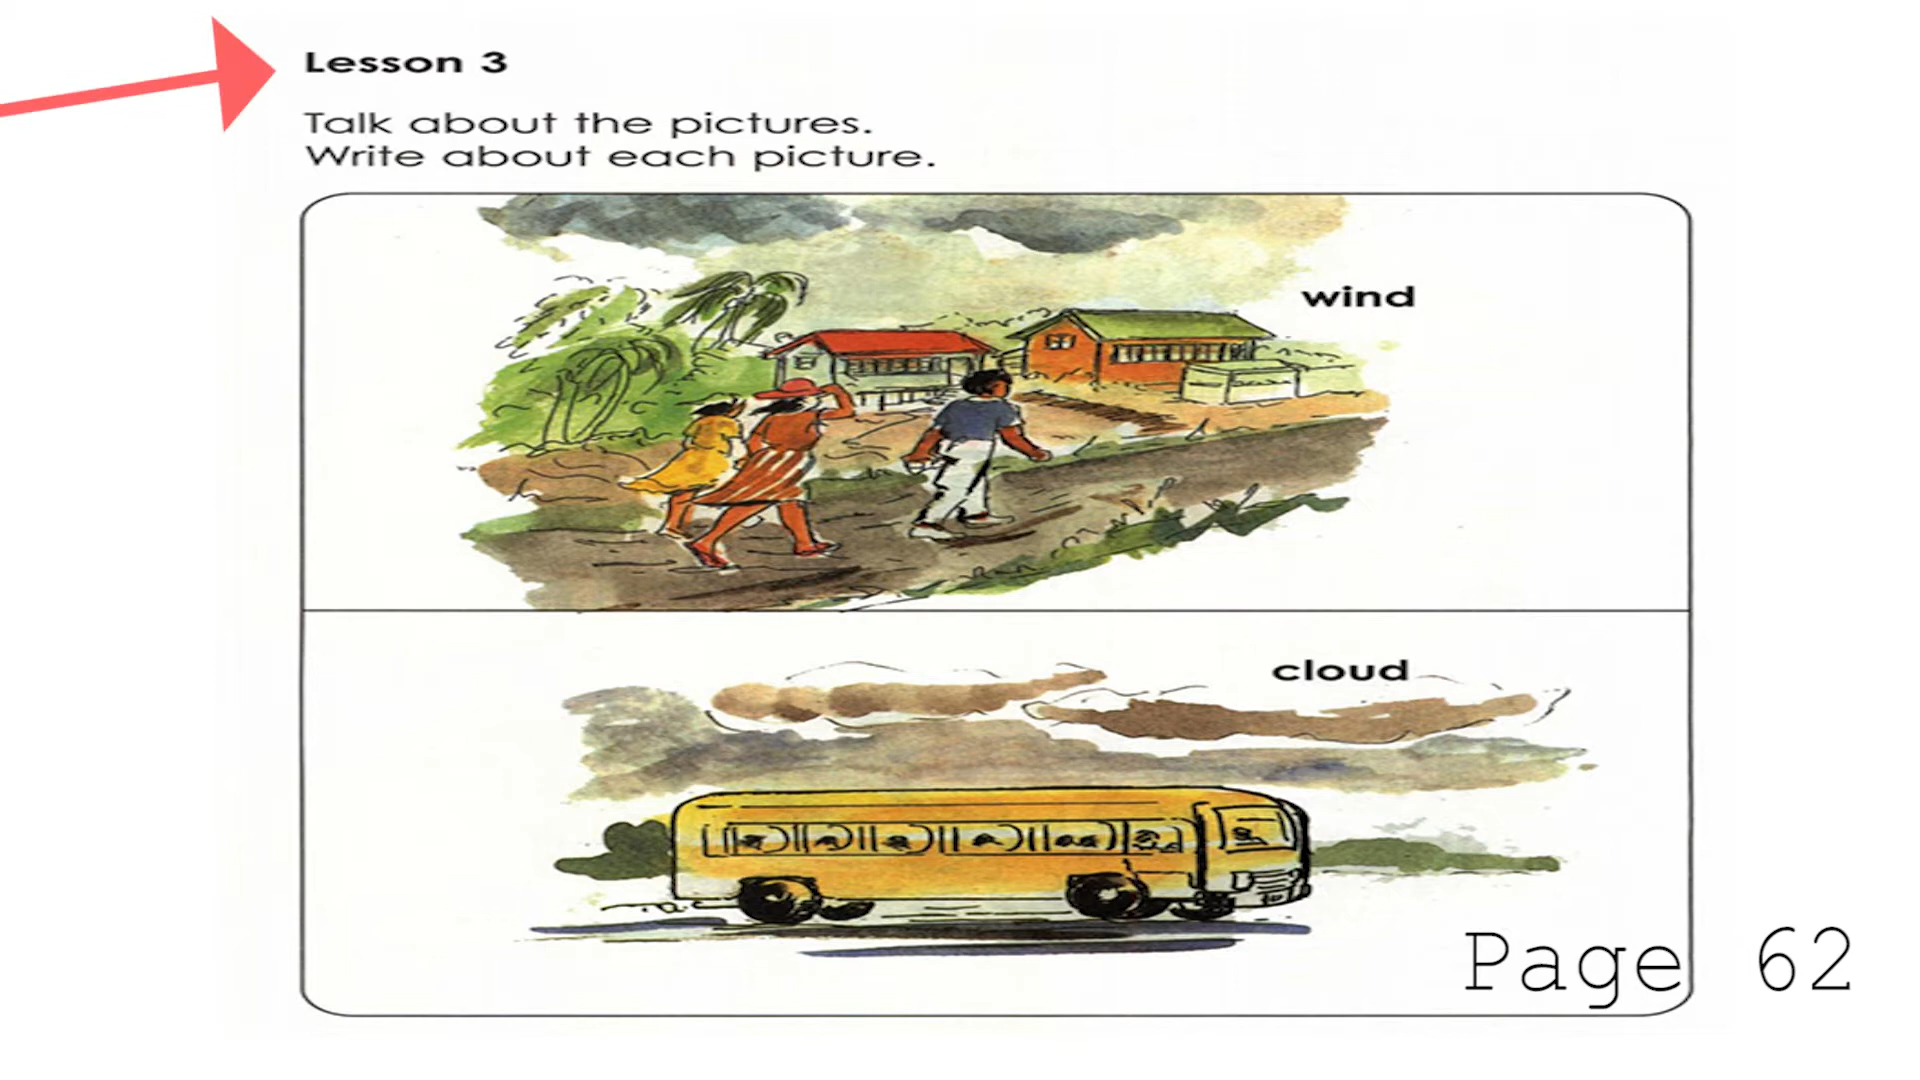 Lesson 3
Talk about the pictures.
Write about each picture.
wind
cloud
Page 62